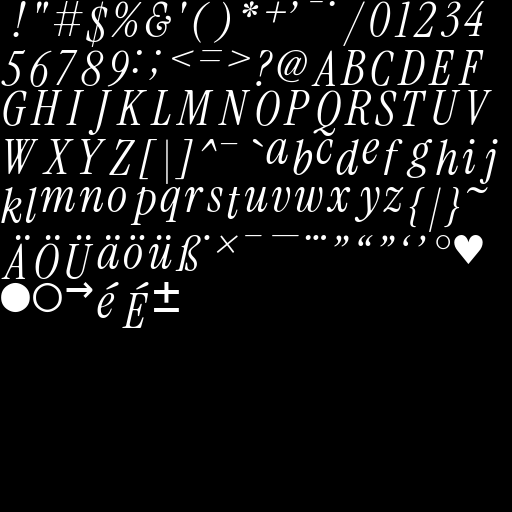 !"#$%&'()*+,-./01234
56789:;<=>?@ABCDEF
GHIJKLMNOPQRSTUV
WXYZ[|]^_`abcdefghij
klmnopqrstuvwxyz{|}~
ÄÖÜäöüß·×–—…”“”‘’°♥
●○→éÉ±